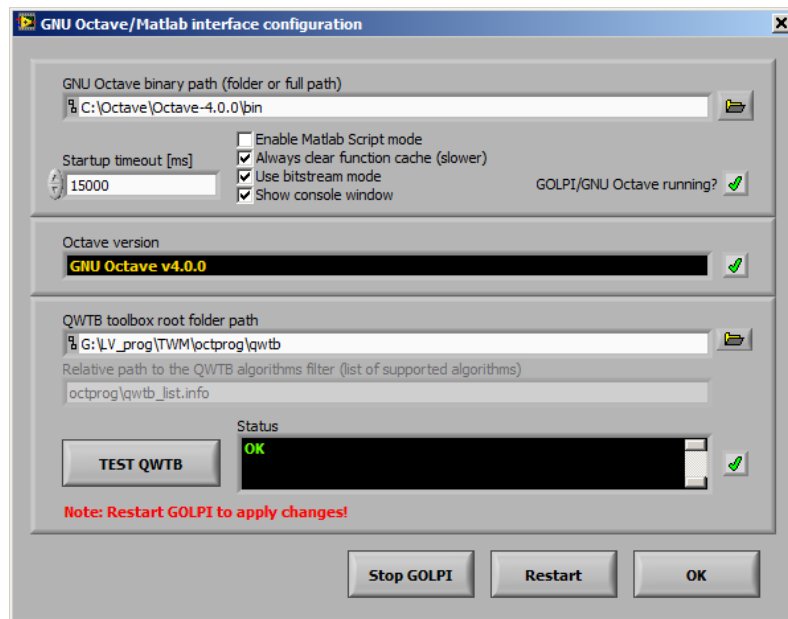 GNU Octave/Matlab interface configuration
GNU Octave binary path (folder or full path)
C:\Octave\Octave-4.0.0\bin
Enable Matlab Script mode
Startup timeout [ms]
Always clear function cache (slower)
15000
Use bitstream mode
GOLPI/GNU Octave running?
Show console window
Octave version
GNU Octave v4.0.0
QWTB toolbox root folder path
G:\LV_prog\TWM\octprog\qwtb
Relative path to the QWTB algorithms filter (list of supported algorithms)
octprog\qwtb_list.info
Status
OK
TEST QWTB
Note: Restart GOLPI to apply changes!
Stop GOLPI
Restart
OK